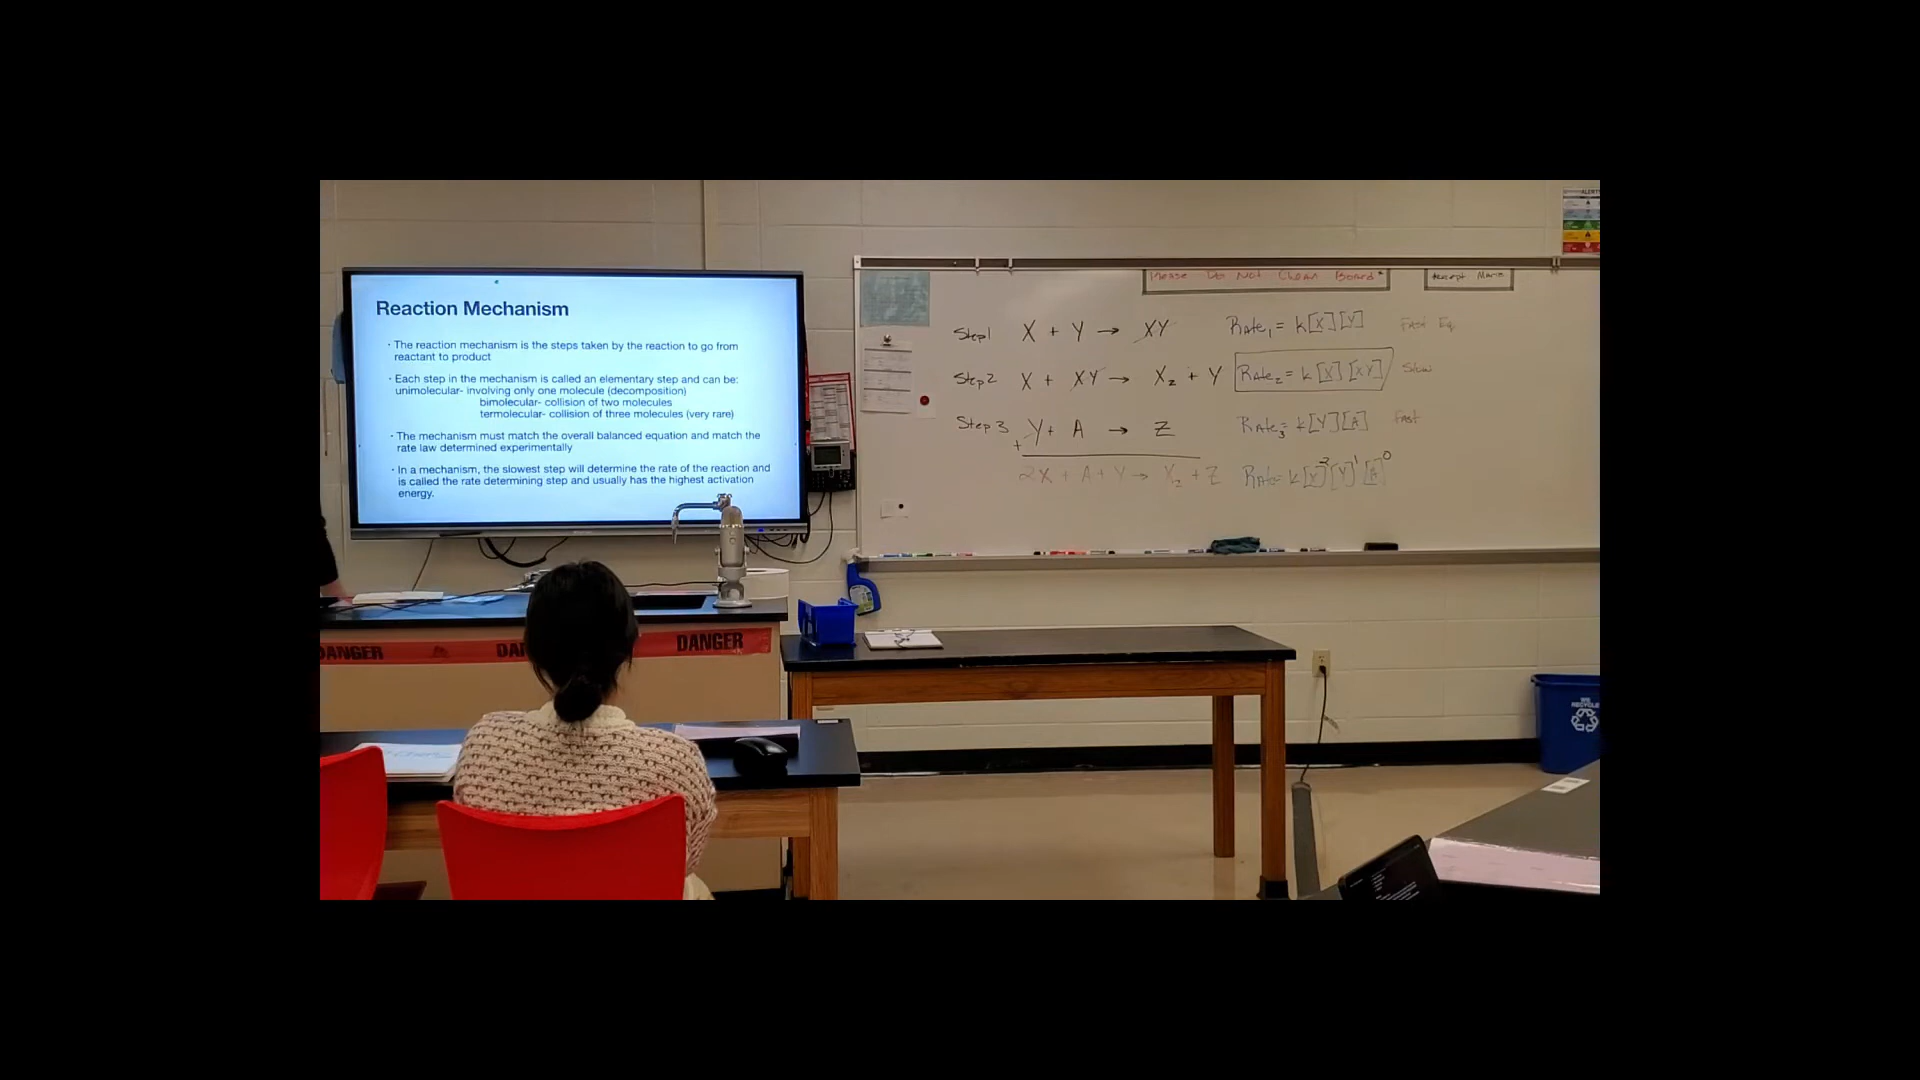 Reaction Mechanism
· The reaction mechanism is the steps taken by the reaction to go from
reactant to product
· Each step in the mechanism is called an elementary step and can be:
unimolecular- involving only one molecule (decomposition)
bimolecular- collision of two molecules
termolecular- collision of three molecules (very rare)
· The mechanism must match the overall balanced equation and match the
rate law determined experimentally
· In a mechanism, the slowest step will determine the rate of the reaction and
is called the rate determining step and usually has the highest activation
energy.
Please Do Not Clean Board*
*except Marie
Step1 X + Y → XY Rate₁ = k[X][Y] Fast Eq.
Step2 X + XY → X₂ + Y Rate₂ = k[X][XY] Slow
Step 3 Y + A → Z Rate₃ = k[Y][A] Fast
+
2X + A + Y → X₂ + Z Rate = k[X]²[Y]¹[A]⁰
DANGER
DAN
DANGER
WE
RECYCLE